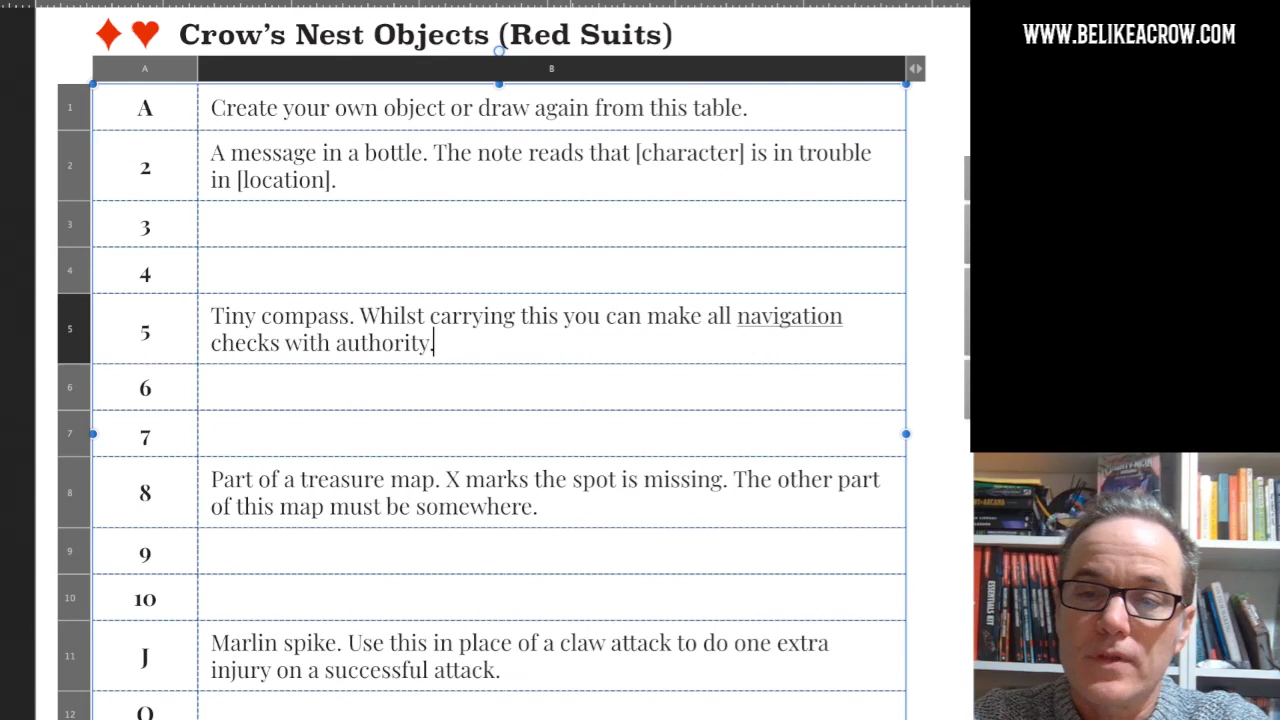 WWW.BELIKEACROW.COM
Crow's Nest Objects (Red Suits)
A B
1 A Create your own object or draw again from this table.
2 2 A message in a bottle. The note reads that [character] is in trouble
in [location].
3 3
4 4
5 5 Tiny compass. Whilst carrying this you can make all navigation
checks with authority.
6 6
7 7
8 8 Part of a treasure map. X marks the spot is missing. The other part
of this map must be somewhere.
9 9
10 10
11 J Marlin spike. Use this in place of a claw attack to do one extra
injury on a successful attack.
12 Q
ESSENTIALS KIT